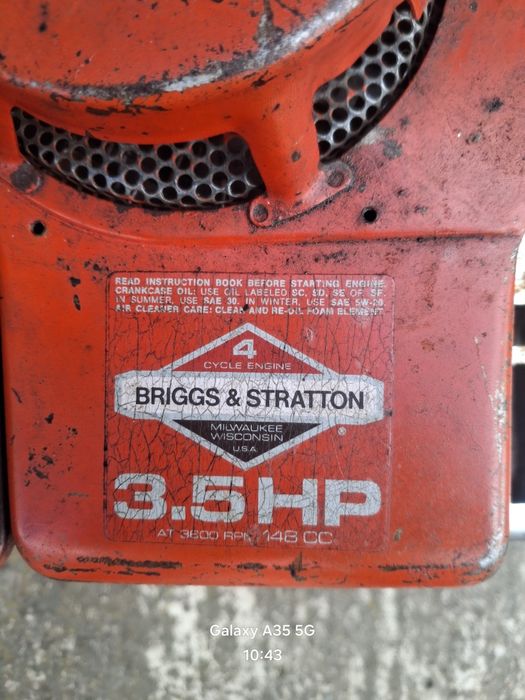 READ INSTRUCTION BOOK BEFORE STARTING ENGINE.
CRANKCASE OIL: USE OIL LABELED SC, SD, SE OR SF
IN SUMMER, USE SAE 30. IN WINTER, USE SAE 5W-20
AIR CLEANER CARE: CLEAN AND RE-OIL FOAM ELEMENT
4
CYCLE ENGINE
BRIGGS & STRATTON
MILWAUKEE
WISCONSIN
U.S.A.
®
3.5 HP
AT 3600 RPM 148 CC
Galaxy A35 5G
10:43